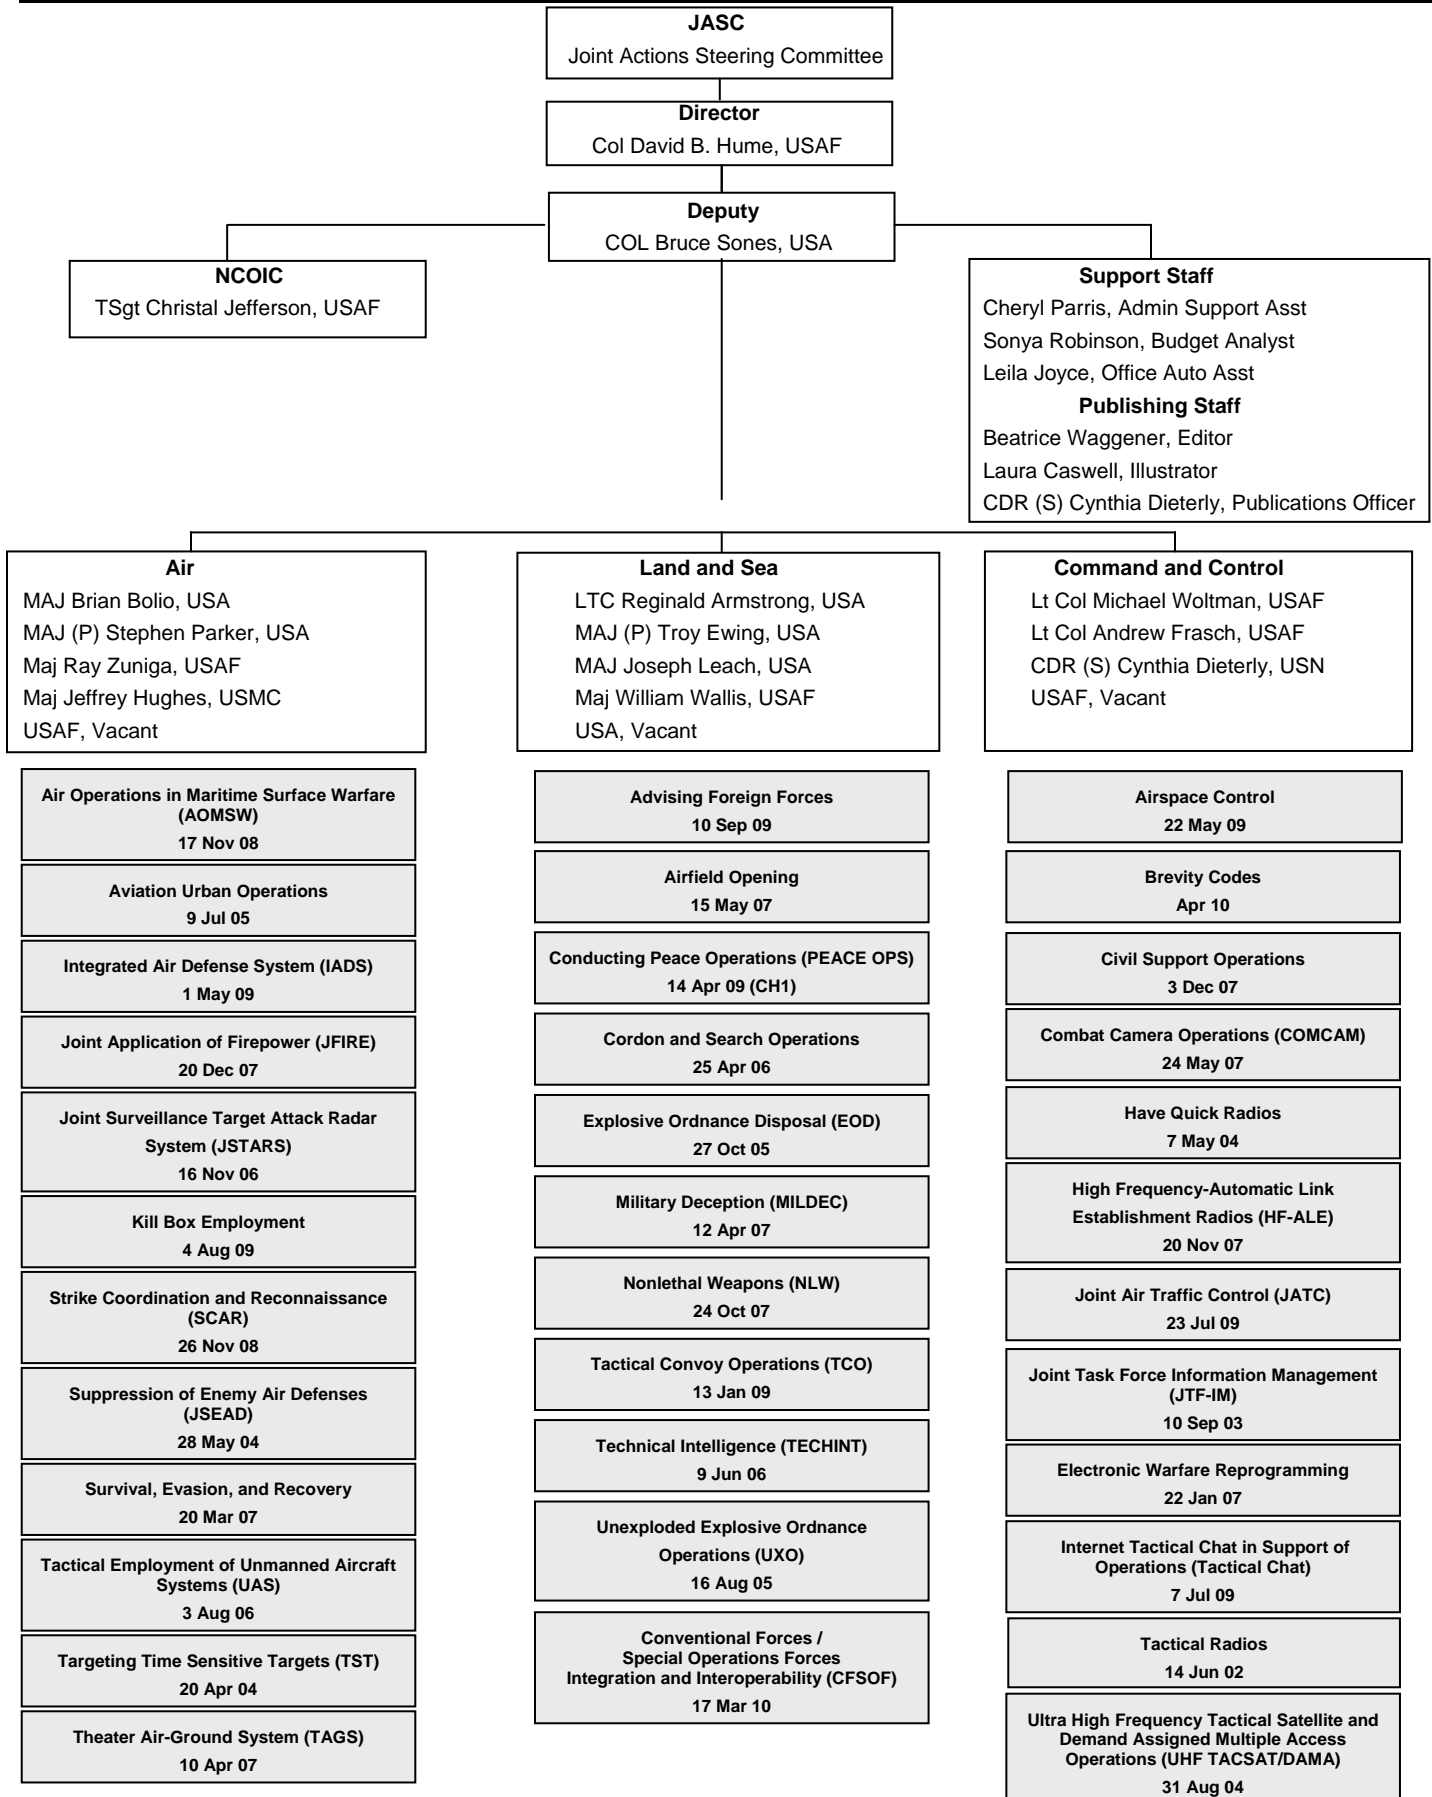 JASC
Joint Actions Steering Committee
Director
Col David B. Hume, USAF
Deputy
COL Bruce Sones, USA
NCOIC
TSgt Christal Jefferson, USAF
Support Staff
Cheryl Parris, Admin Support Asst
Sonya Robinson, Budget Analyst
Leila Joyce, Office Auto Asst
Publishing Staff
Beatrice Waggener, Editor
Laura Caswell, Illustrator
CDR (S) Cynthia Dieterly, Publications Officer
Air
MAJ Brian Bolio, USA
MAJ (P) Stephen Parker, USA
Maj Ray Zuniga, USAF
Maj Jeffrey Hughes, USMC
USAF, Vacant
Land and Sea
LTC Reginald Armstrong, USA
MAJ (P) Troy Ewing, USA
MAJ Joseph Leach, USA
Maj William Wallis, USAF
USA, Vacant
Command and Control
Lt Col Michael Woltman, USAF
Lt Col Andrew Frasch, USAF
CDR (S) Cynthia Dieterly, USN
USAF, Vacant
Air Operations in Maritime Surface Warfare
(AOMSW)
17 Nov 08
Aviation Urban Operations
9 Jul 05
Integrated Air Defense System (IADS)
1 May 09
Joint Application of Firepower (JFIRE)
20 Dec 07
Joint Surveillance Target Attack Radar
System (JSTARS)
16 Nov 06
Kill Box Employment
4 Aug 09
Strike Coordination and Reconnaissance
(SCAR)
26 Nov 08
Suppression of Enemy Air Defenses
(JSEAD)
28 May 04
Survival, Evasion, and Recovery
20 Mar 07
Tactical Employment of Unmanned Aircraft
Systems (UAS)
3 Aug 06
Targeting Time Sensitive Targets (TST)
20 Apr 04
Theater Air-Ground System (TAGS)
10 Apr 07
Advising Foreign Forces
10 Sep 09
Airfield Opening
15 May 07
Conducting Peace Operations (PEACE OPS)
14 Apr 09 (CH1)
Cordon and Search Operations
25 Apr 06
Explosive Ordnance Disposal (EOD)
27 Oct 05
Military Deception (MILDEC)
12 Apr 07
Nonlethal Weapons (NLW)
24 Oct 07
Tactical Convoy Operations (TCO)
13 Jan 09
Technical Intelligence (TECHINT)
9 Jun 06
Unexploded Explosive Ordnance
Operations (UXO)
16 Aug 05
Conventional Forces /
Special Operations Forces
Integration and Interoperability (CFSOF)
17 Mar 10
Airspace Control
22 May 09
Brevity Codes
Apr 10
Civil Support Operations
3 Dec 07
Combat Camera Operations (COMCAM)
24 May 07
Have Quick Radios
7 May 04
High Frequency-Automatic Link
Establishment Radios (HF-ALE)
20 Nov 07
Joint Air Traffic Control (JATC)
23 Jul 09
Joint Task Force Information Management
(JTF-IM)
10 Sep 03
Electronic Warfare Reprogramming
22 Jan 07
Internet Tactical Chat in Support of
Operations (Tactical Chat)
7 Jul 09
Tactical Radios
14 Jun 02
Ultra High Frequency Tactical Satellite and
Demand Assigned Multiple Access
Operations (UHF TACSAT/DAMA)
31 Aug 04